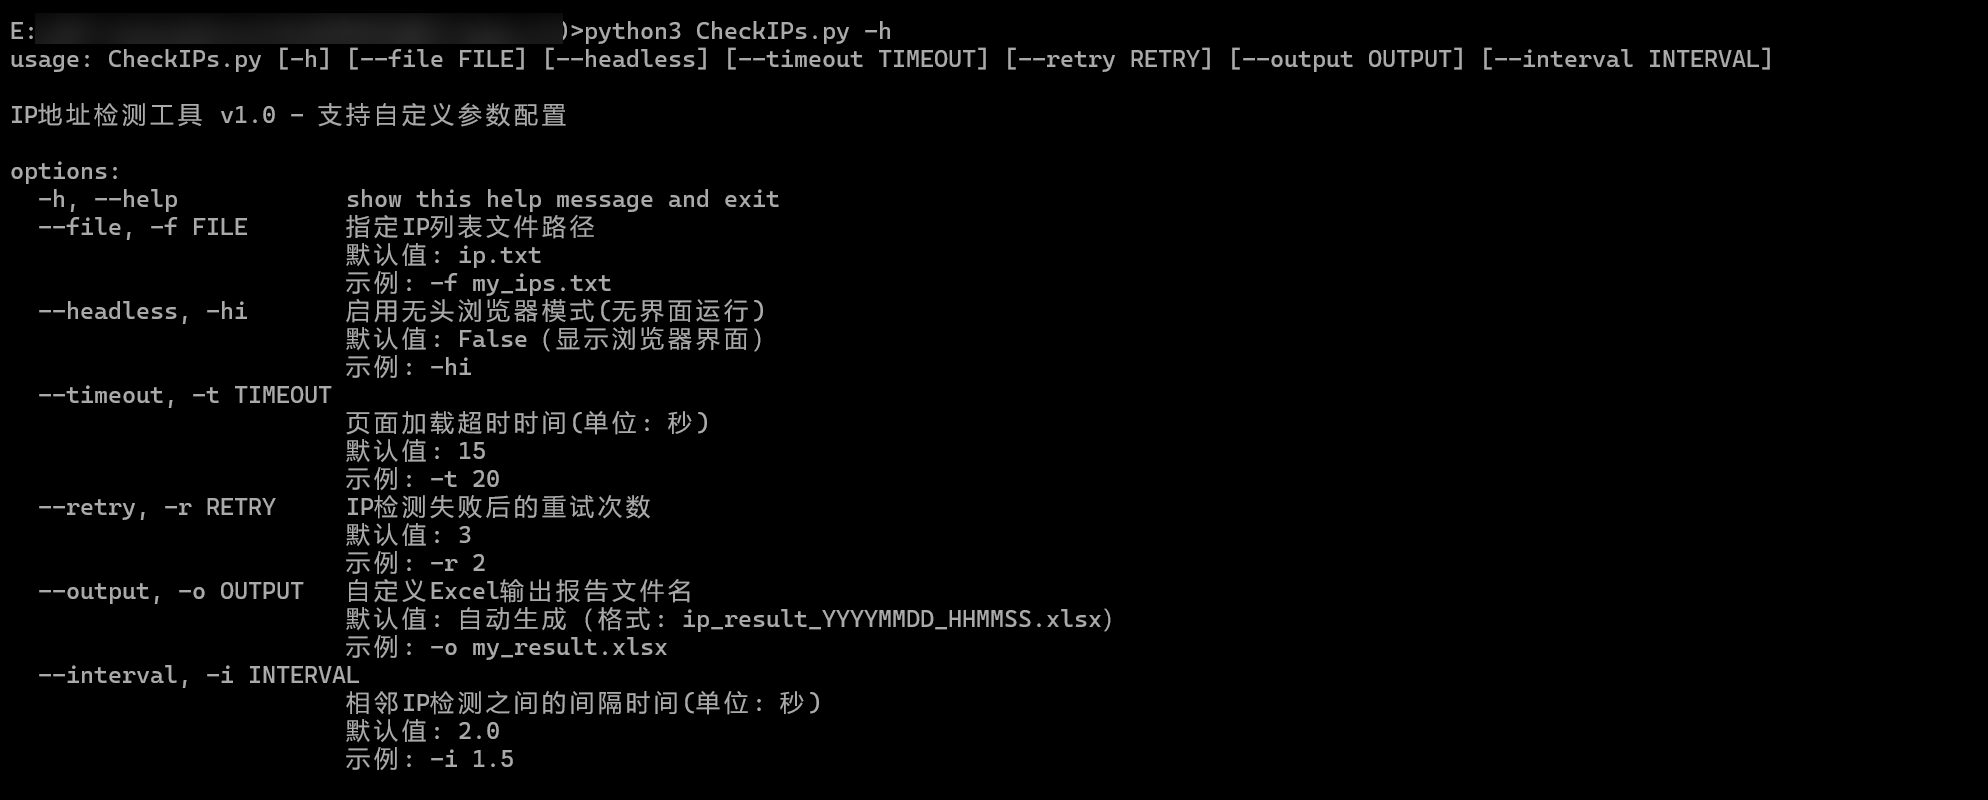 E:)>python3 CheckIPs.py -h
usage: CheckIPs.py [-h] [--file FILE] [--headless] [--timeout TIMEOUT] [--retry RETRY] [--output OUTPUT] [--interval INTERVAL]
IP地址检测工具 v1.0 - 支持自定义参数配置
options:
-h, --help show this help message and exit
--file, -f FILE 指定IP列表文件路径
默认值: ip.txt
示例: -f my_ips.txt
--headless, -hi 启用无头浏览器模式(无界面运行)
默认值: False (显示浏览器界面)
示例: -hi
--timeout, -t TIMEOUT
页面加载超时时间(单位: 秒)
默认值: 15
示例: -t 20
--retry, -r RETRY IP检测失败后的重试次数
默认值: 3
示例: -r 2
--output, -o OUTPUT 自定义Excel输出报告文件名
默认值: 自动生成 (格式: ip_result_YYYYMMDD_HHMMSS.xlsx)
示例: -o my_result.xlsx
--interval, -i INTERVAL
相邻IP检测之间的间隔时间(单位: 秒)
默认值: 2.0
示例: -i 1.5